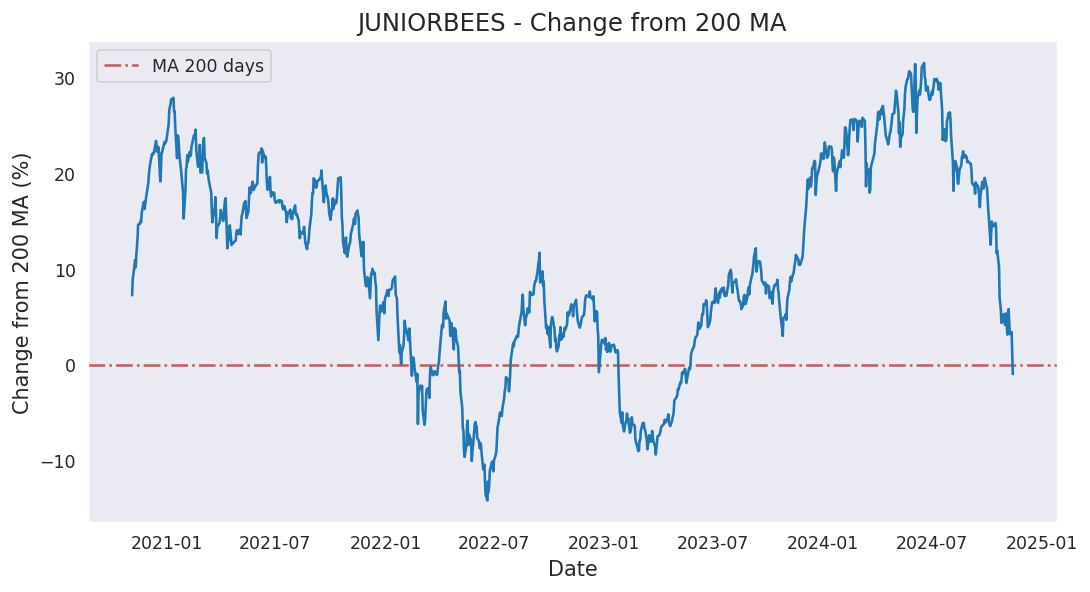 JUNIORBEES - Change from 200 MA
MA 200 days
Change from 200 MA (%)
30
20
10
0
−10
2021-01 2021-07 2022-01 2022-07 2023-01 2023-07 2024-01 2024-07 2025-01
Date